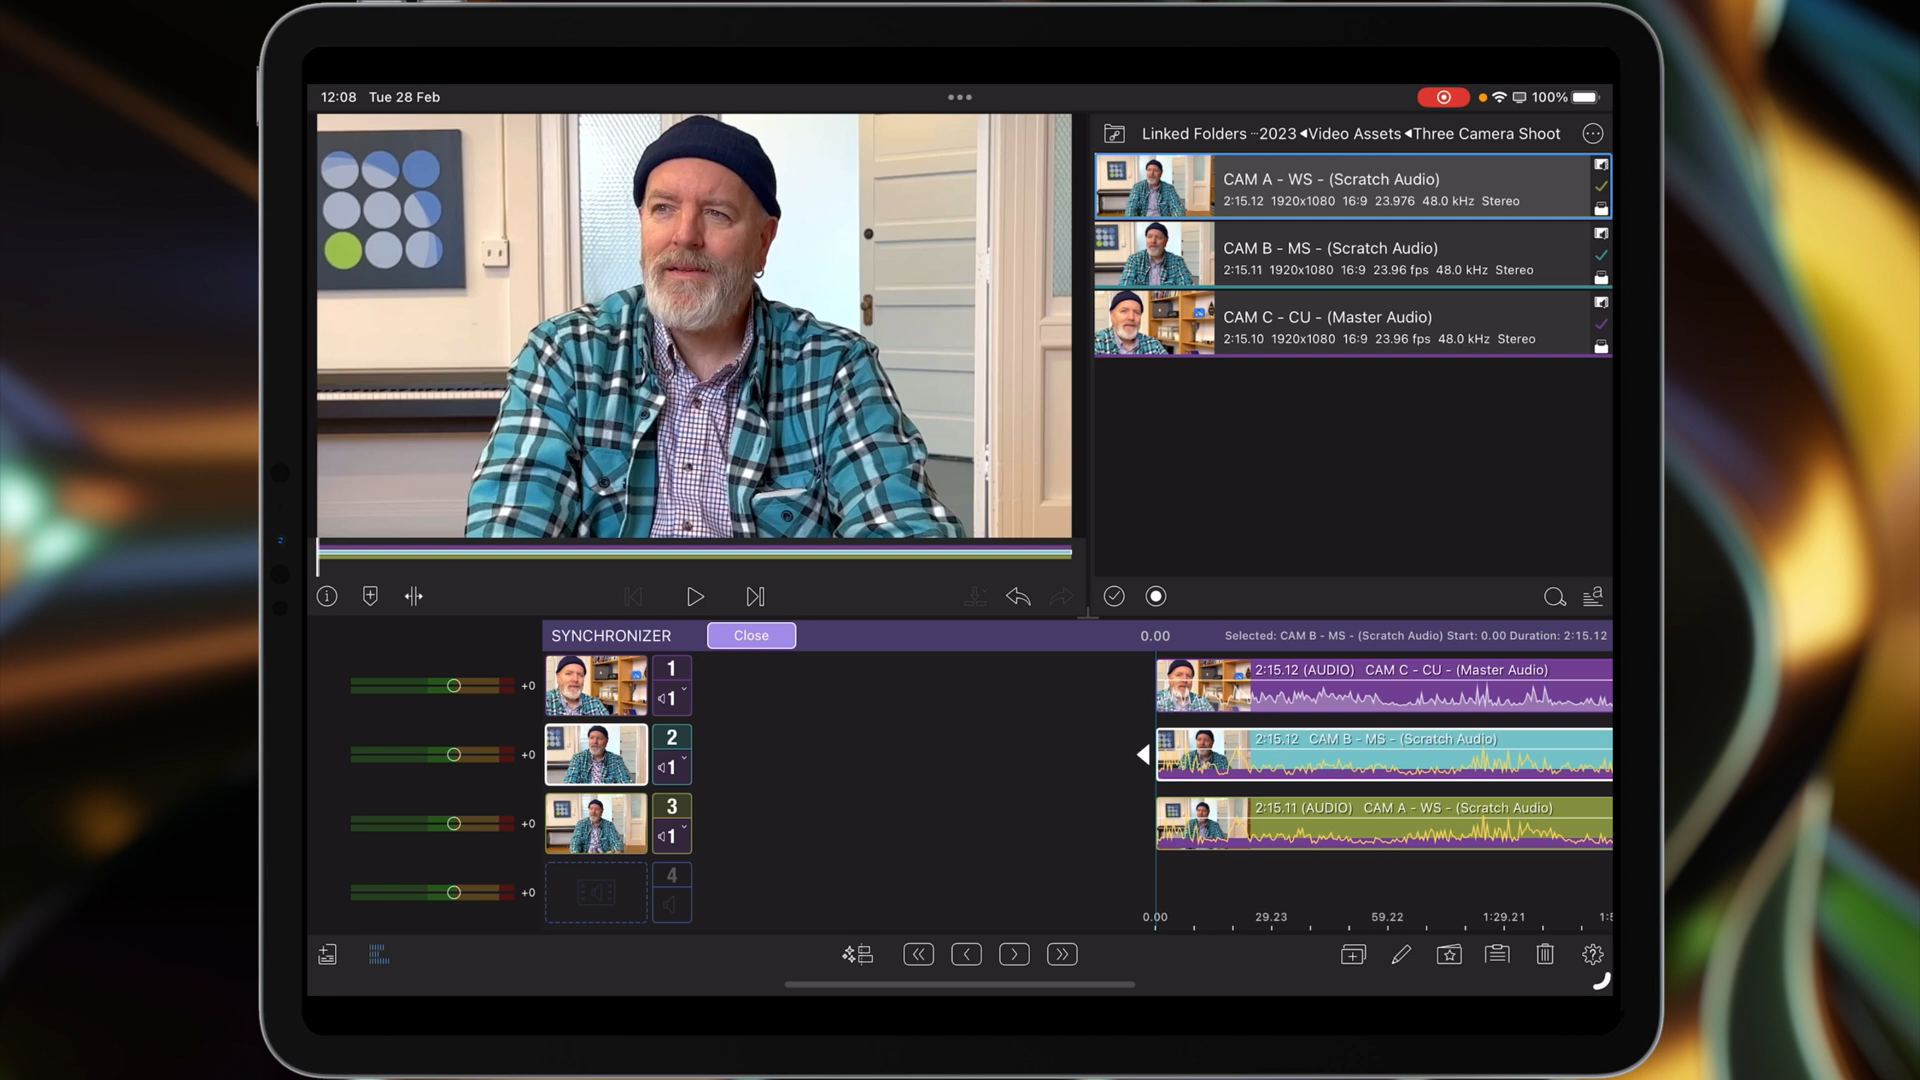 12:08 Tue 28 Feb
100%
Linked Folders ··2023 ◀Video Assets ◀Three Camera Shoot
CAM A - WS - (Scratch Audio)
2:15.12 1920x1080 16:9 23.976 48.0 kHz Stereo
CAM B - MS - (Scratch Audio)
2:15.11 1920x1080 16:9 23.96 fps 48.0 kHz Stereo
CAM C - CU - (Master Audio)
2:15.10 1920x1080 16:9 23.96 fps 48.0 kHz Stereo
SYNCHRONIZER
Close
0.00
Selected: CAM B - MS - (Scratch Audio) Start: 0.00 Duration: 2:15.12
+0
1
1
2:15.12 (AUDIO) CAM C - CU - (Master Audio)
+0
2
1
2:15.12 CAM B - MS - (Scratch Audio)
+0
3
1
2:15.11 (AUDIO) CAM A - WS - (Scratch Audio)
+0
4
0.00 29.23 59.22 1:29.21